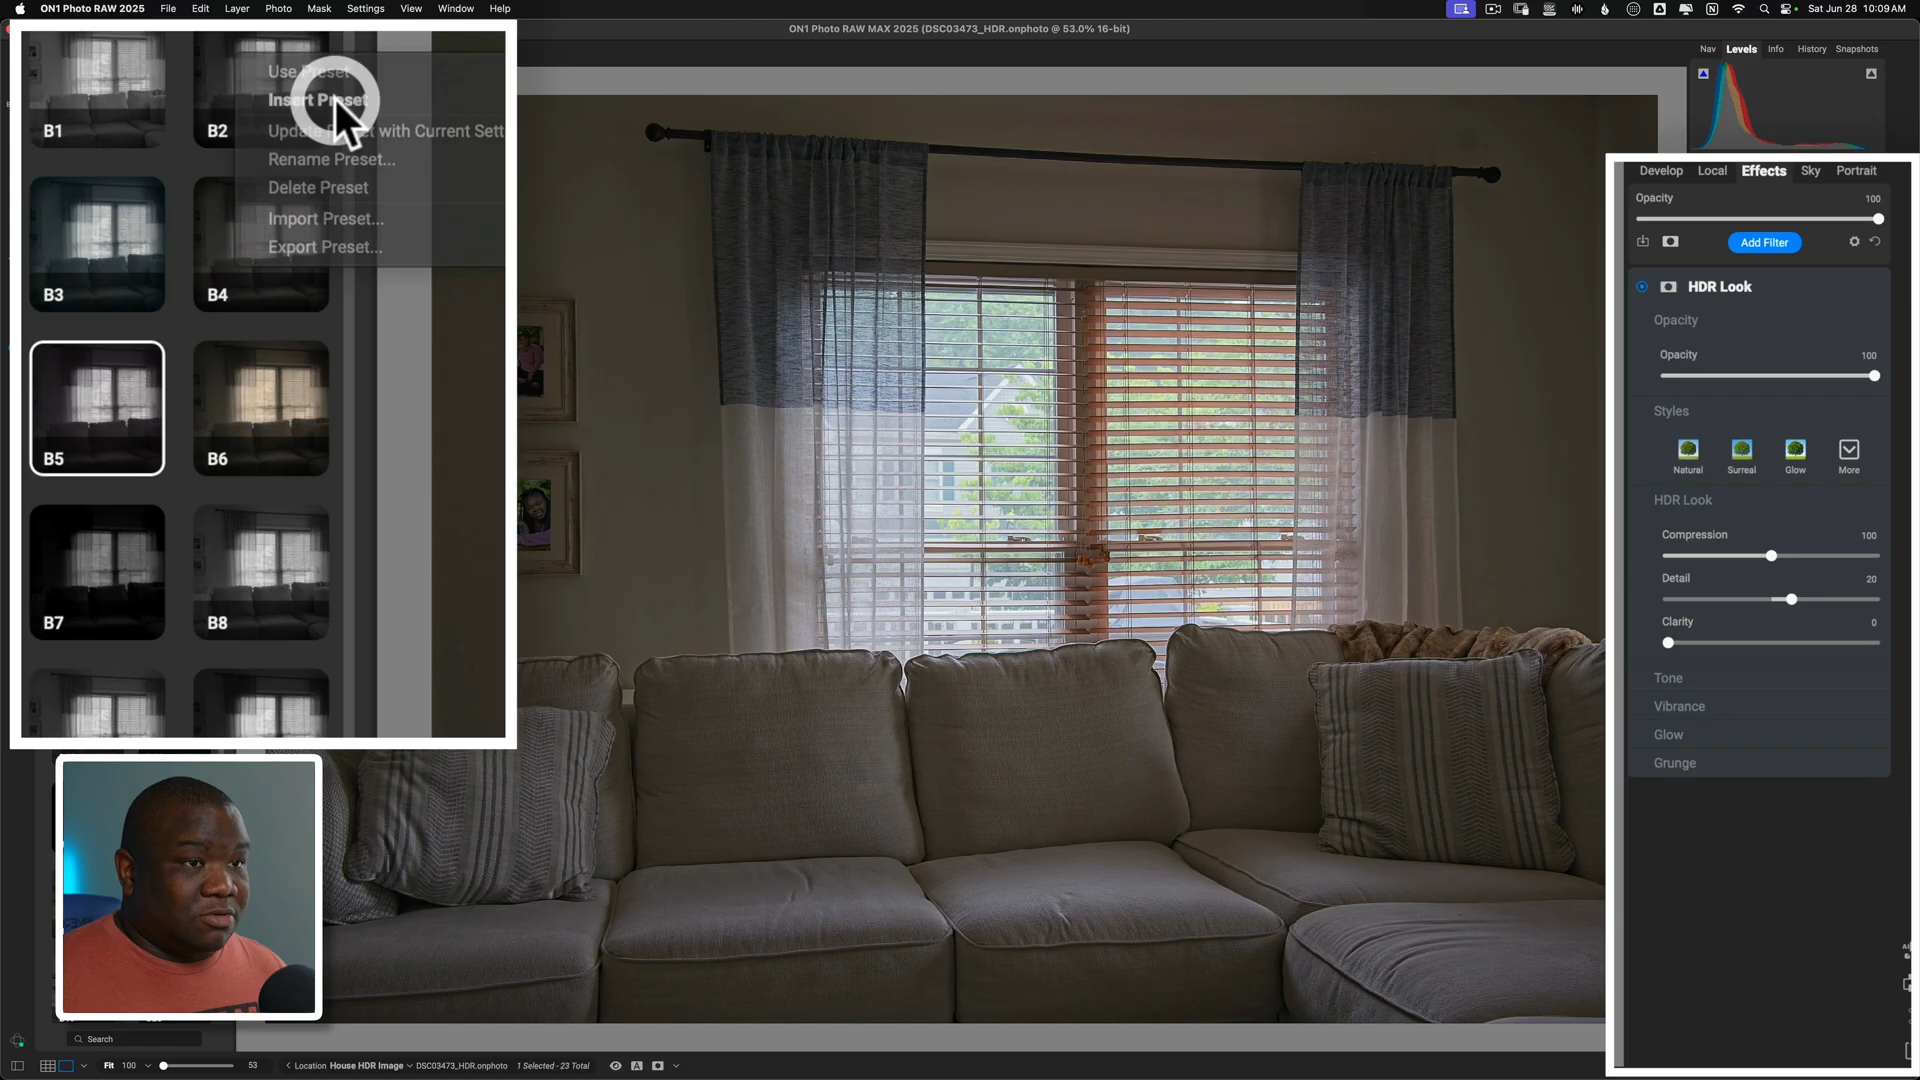 ON1 Photo RAW 2025 File Edit Layer Photo Mask Settings View Window Help
Sat Jun 28 10:09 AM
ON1 Photo RAW MAX 2025 (DSC03473_HDR.onphoto @ 53.0% 16-bit)
Nav Levels Info History Snapshots
Use Preset
Insert Preset
Update Preset with Current Sett
Rename Preset...
Delete Preset
Import Preset...
Export Preset...
B1
B2
B3
B4
B5
B6
B7
B8
Develop Local Effects Sky Portrait
Opacity 100
Add Filter
HDR Look
Opacity
Opacity 100
Styles
Natural Surreal Glow More
HDR Look
Compression 100
Detail 20
Clarity 0
Tone
Vibrance
Glow
Grunge
Search
Fit 100 53 Location House HDR Image DSC03473_HDR.onphoto 1 Selected - 23 Total